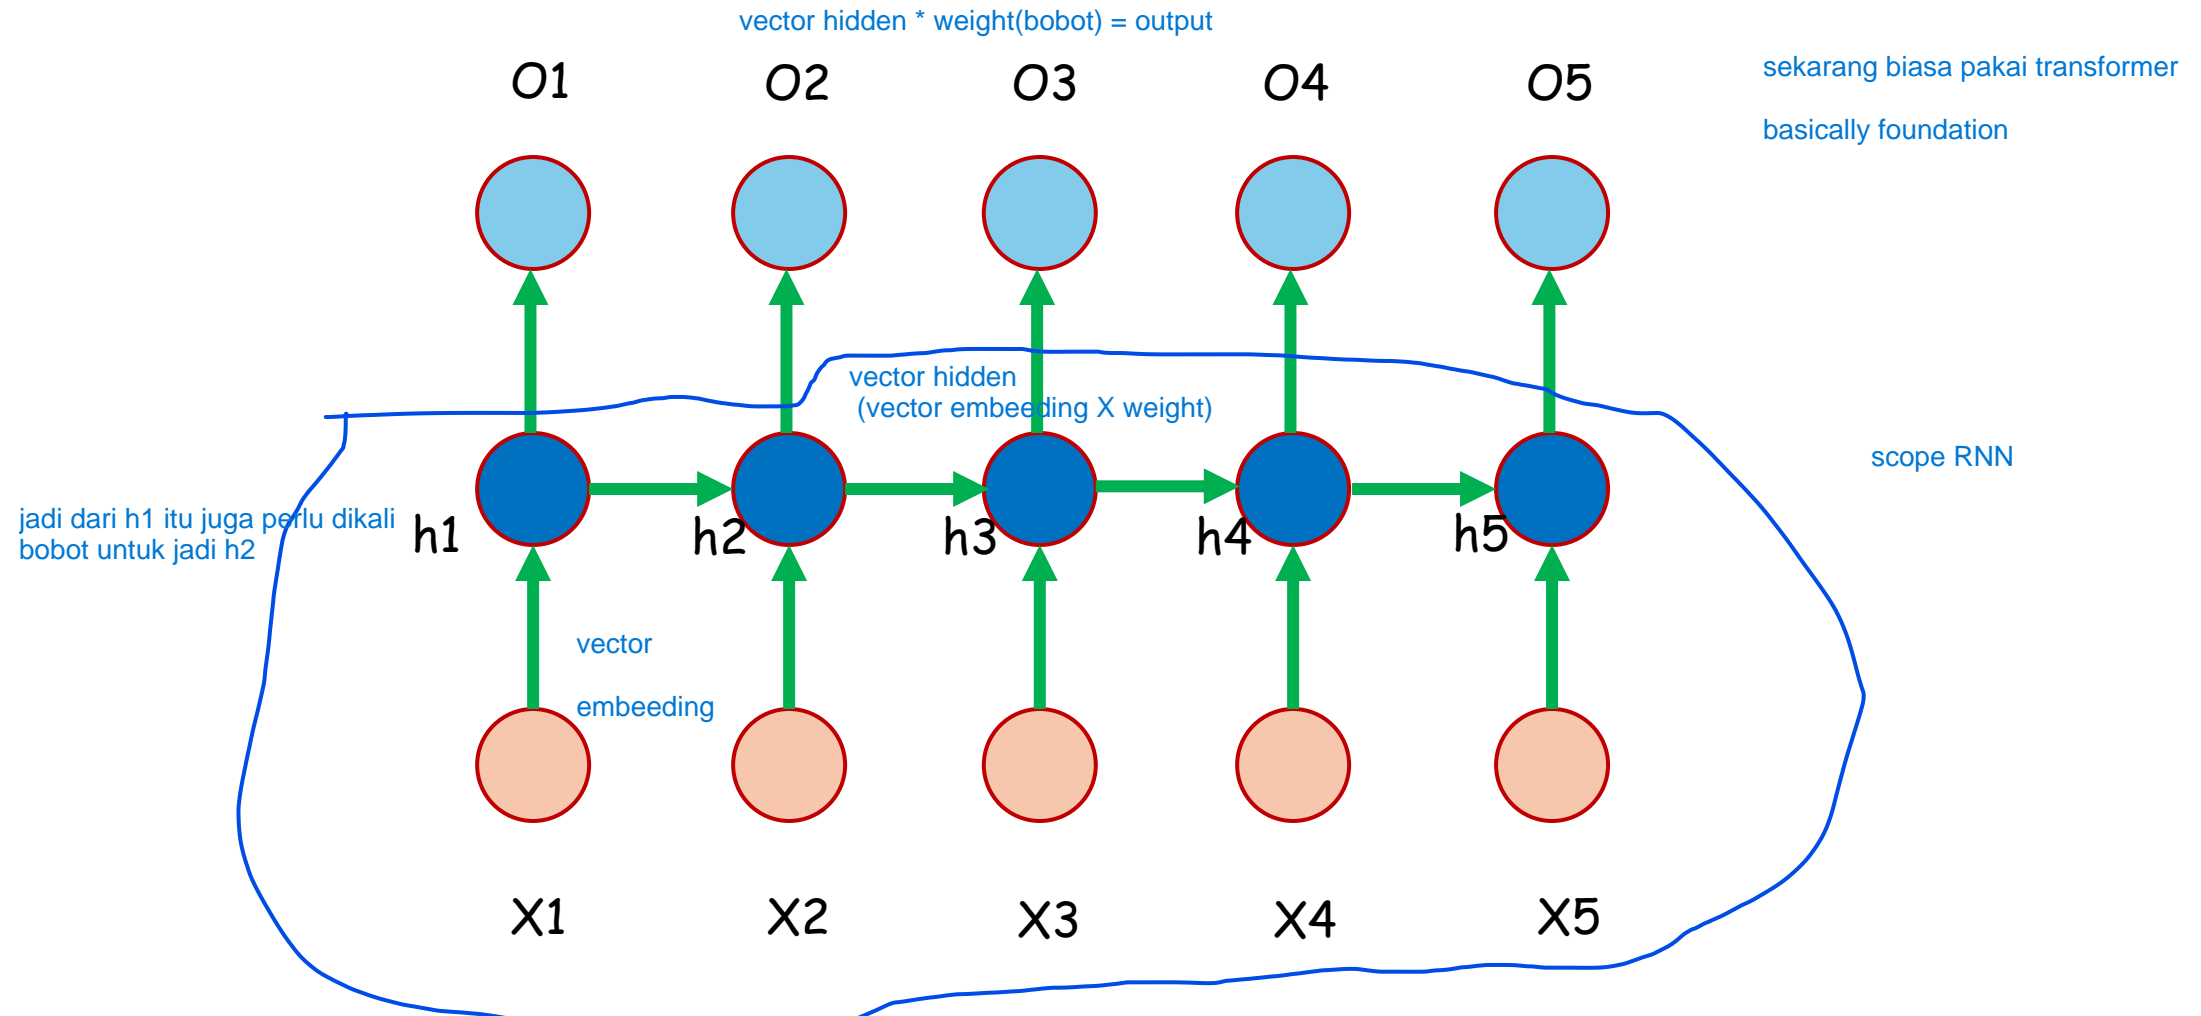 vector hidden * weight(bobot) = output
O1 O2 O3 O4 O5
sekarang biasa pakai transformer
basically foundation
vector hidden
(vector embeeding X weight)
scope RNN
jadi dari h1 itu juga perlu dikali
bobot untuk jadi h2
h1 h2 h3 h4 h5
vector
embeeding
X1 X2 X3 X4 X5